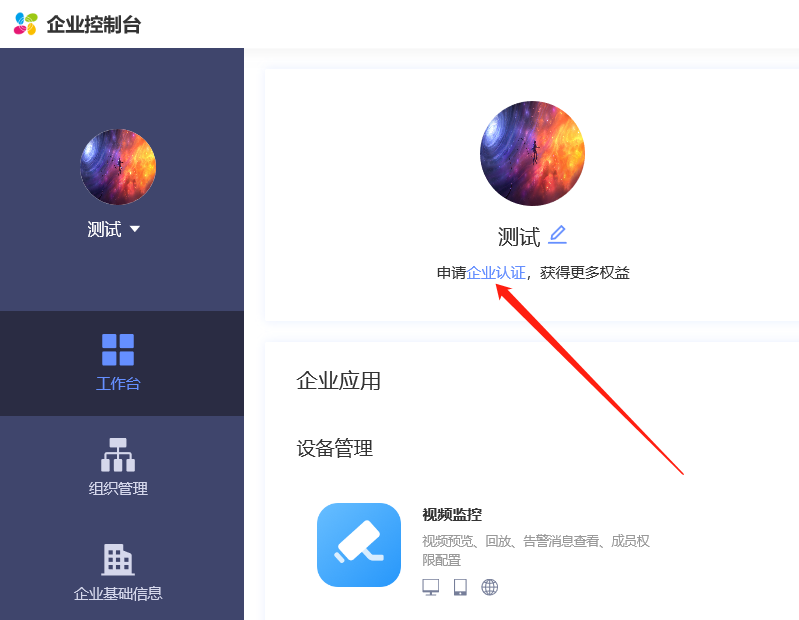 企业控制台
测试
工作台
组织管理
企业基础信息
测试
申请企业认证，获得更多权益
企业应用
设备管理
视频监控
视频预览、回放、告警消息查看、成员权
限配置